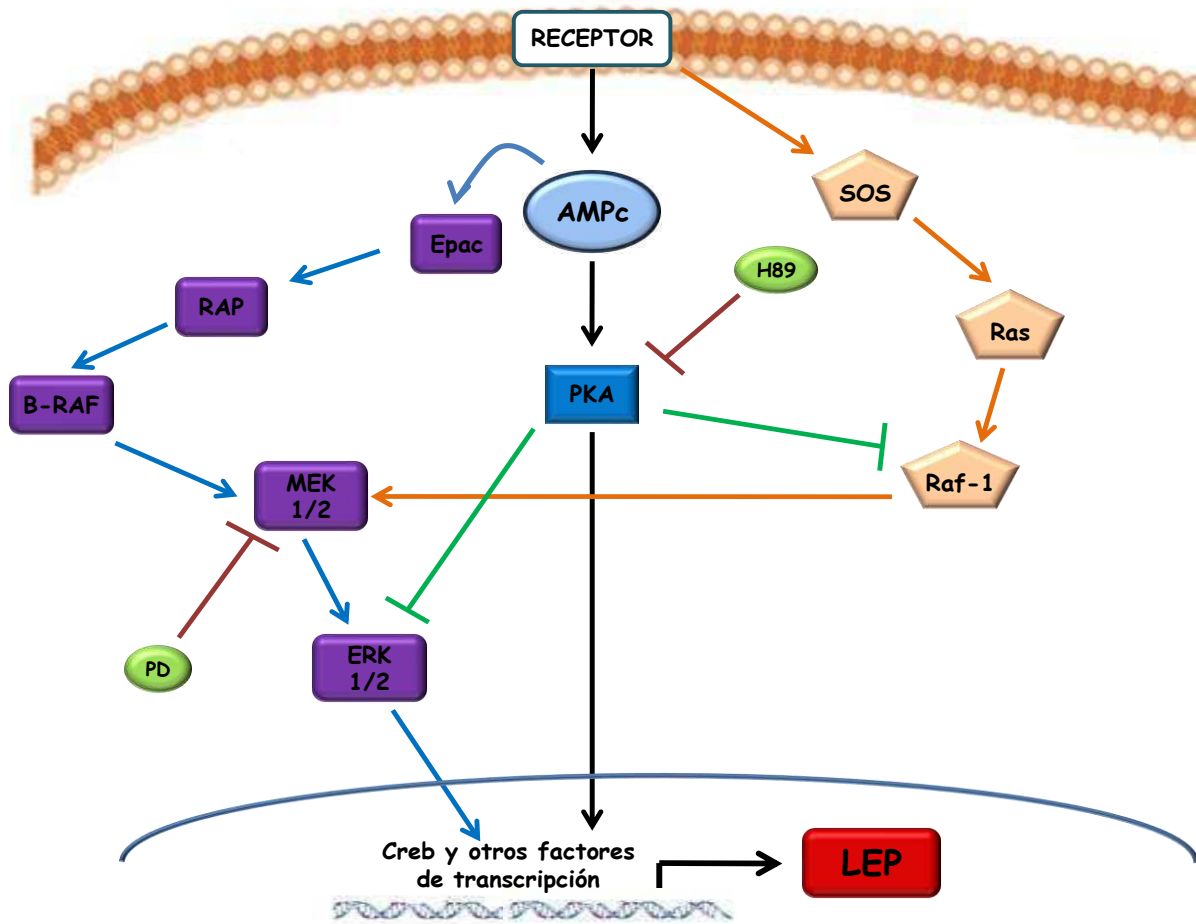 RECEPTOR
SOS
AMPc
Epac
H89
RAP
Ras
PKA
B-RAF
Raf-1
MEK
1/2
PD
ERK
1/2
Creb y otros factores
de transcripción
LEP